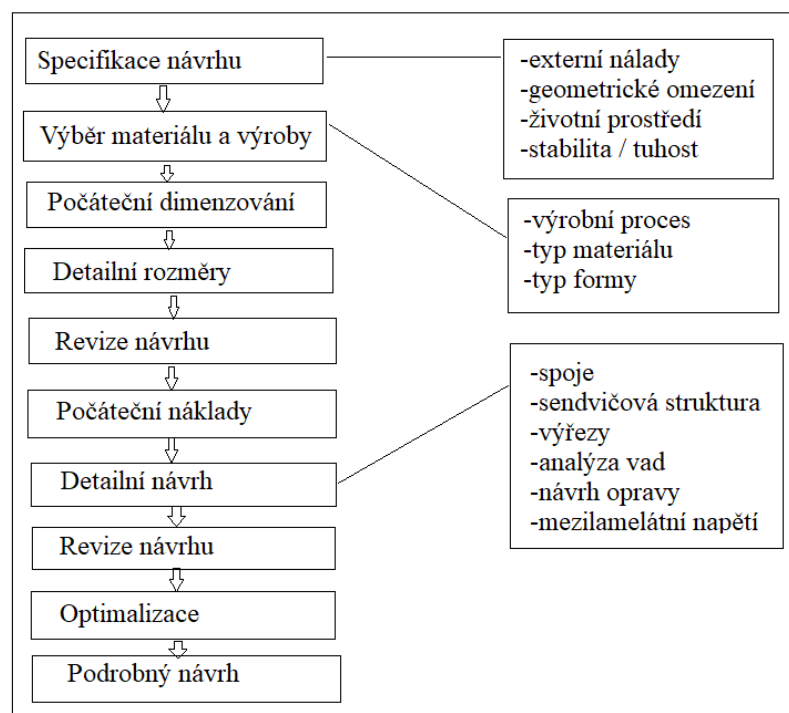 Specifikace návrhu
-externí nálady
-geometrické omezení
-životní prostředí
-stabilita / tuhost
Výběr materiálu a výroby
-výrobní proces
-typ materiálu
-typ formy
Počáteční dimenzování
Detailní rozměry
Revize návrhu
Počáteční náklady
Detailní návrh
-spoje
-sendvičová struktura
-výřezy
-analýza vad
-návrh opravy
-mezilamelátní napětí
Revize návrhu
Optimalizace
Podrobný návrh